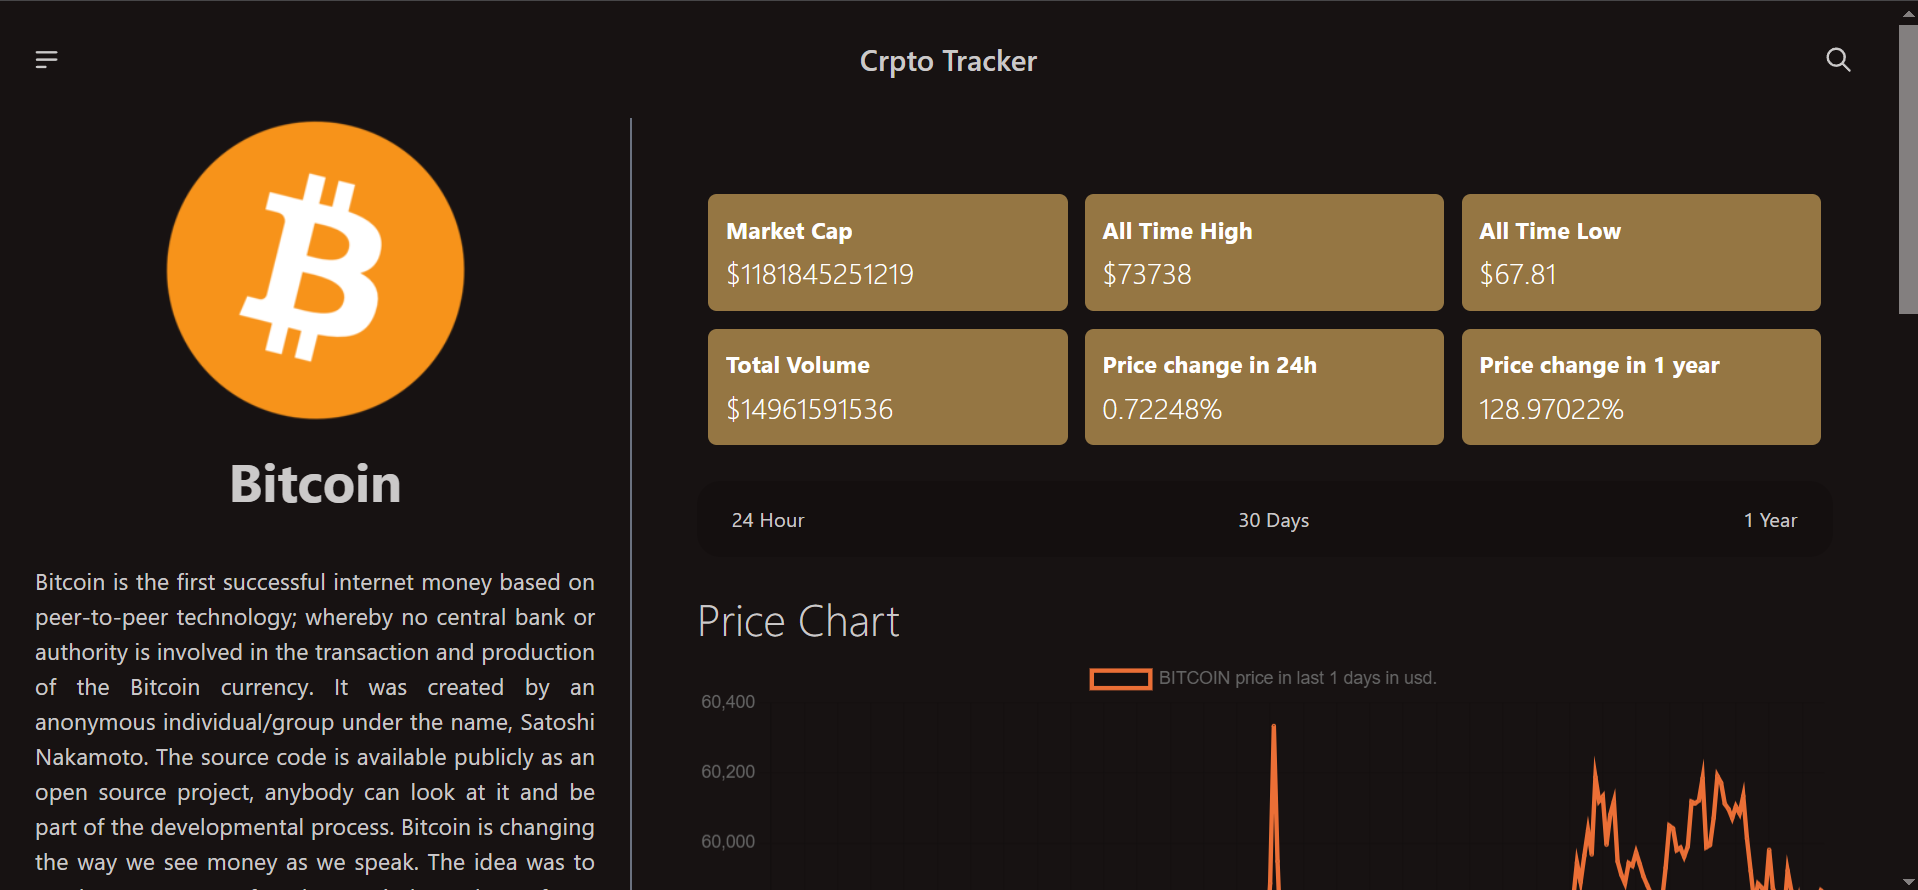 Crpto Tracker
Bitcoin
Bitcoin is the first successful internet money based on
peer-to-peer technology; whereby no central bank or
authority is involved in the transaction and production
of the Bitcoin currency. It was created by an
anonymous individual/group under the name, Satoshi
Nakamoto. The source code is available publicly as an
open source project, anybody can look at it and be
part of the developmental process. Bitcoin is changing
the way we see money as we speak. The idea was to
Market Cap
$1181845251219
All Time High
$73738
All Time Low
$67.81
Total Volume
$14961591536
Price change in 24h
0.72248%
Price change in 1 year
128.97022%
24 Hour
30 Days
1 Year
Price Chart
BITCOIN price in last 1 days in usd.
60,400
60,200
60,000